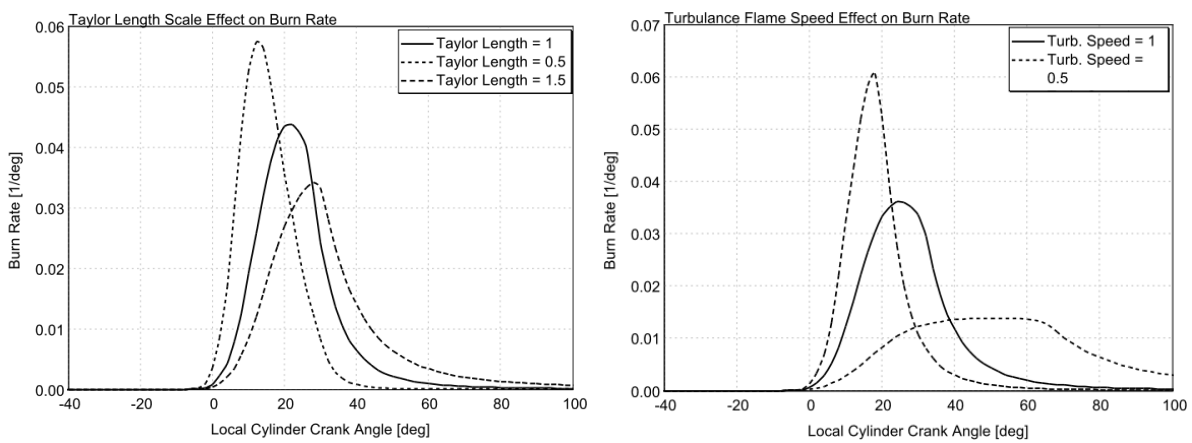 Taylor Length Scale Effect on Burn Rate
0.06
0.05
0.04
0.03
0.02
0.01
0.00
Burn Rate [1/deg]
Taylor Length = 1
Taylor Length = 0.5
Taylor Length = 1.5
-40
-20
0
20
40
60
80
100
Local Cylinder Crank Angle [deg]
Turbulance Flame Speed Effect on Burn Rate
0.07
0.06
0.05
0.04
0.03
0.02
0.01
0.00
Burn Rate [1/deg]
Turb. Speed = 1
Turb. Speed =
0.5
-40
-20
0
20
40
60
80
100
Local Cylinder Crank Angle [deg]